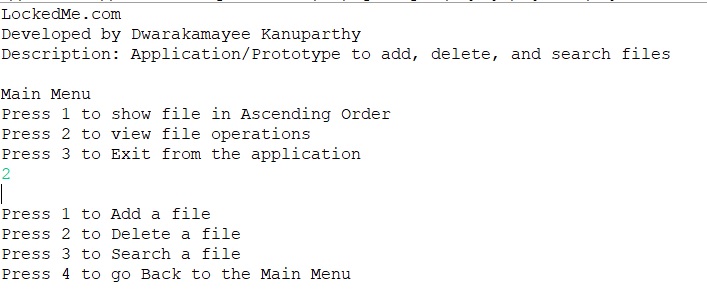 LockedMe.com
Developed by Dwarakamayee Kanuparthy
Description: Application/Prototype to add, delete, and search files
Main Menu
Press 1 to show file in Ascending Order
Press 2 to view file operations
Press 3 to Exit from the application
2
Press 1 to Add a file
Press 2 to Delete a file
Press 3 to Search a file
Press 4 to go Back to the Main Menu